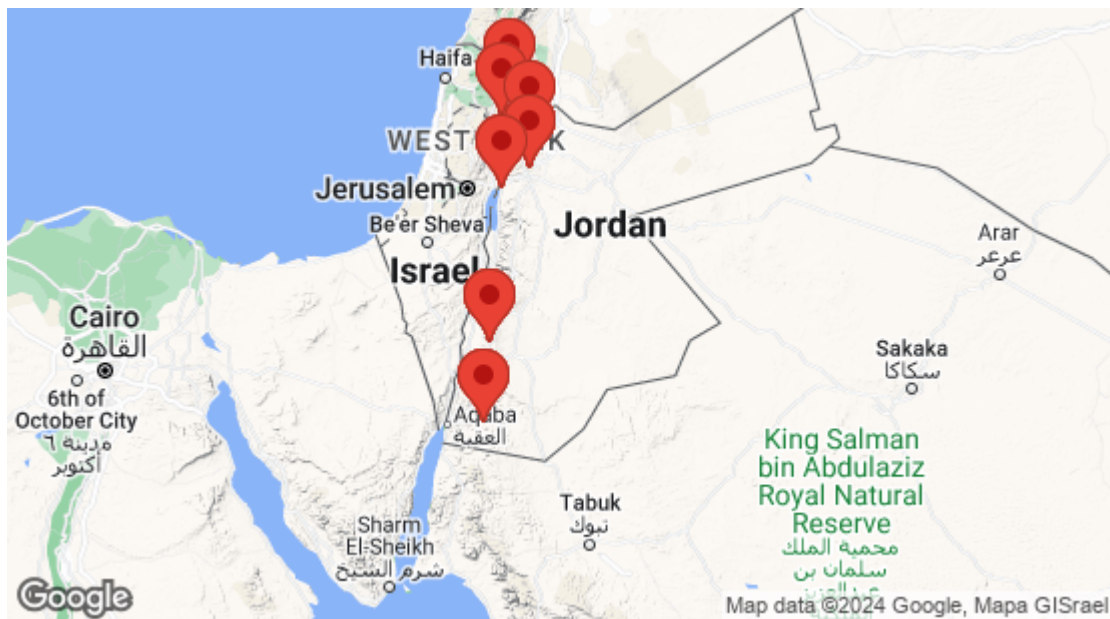 Haifa
WEST
K
Jerusalem
Be'er Sheva
Jordan
Israel
Arar
عرعر
Cairo
القاهرة
6th of
October City
مدينة ٦
أكتوبر
Sakaka
سكاكا
Aqaba
العقبة
King Salman
bin Abdulaziz
Royal Natural
Reserve
محمية الملك
سلمان بن
Tabuk
تبوك
Sharm
El-Sheikh
شرم الشيخ
Google
Map data ©2024 Google, Mapa GISrael